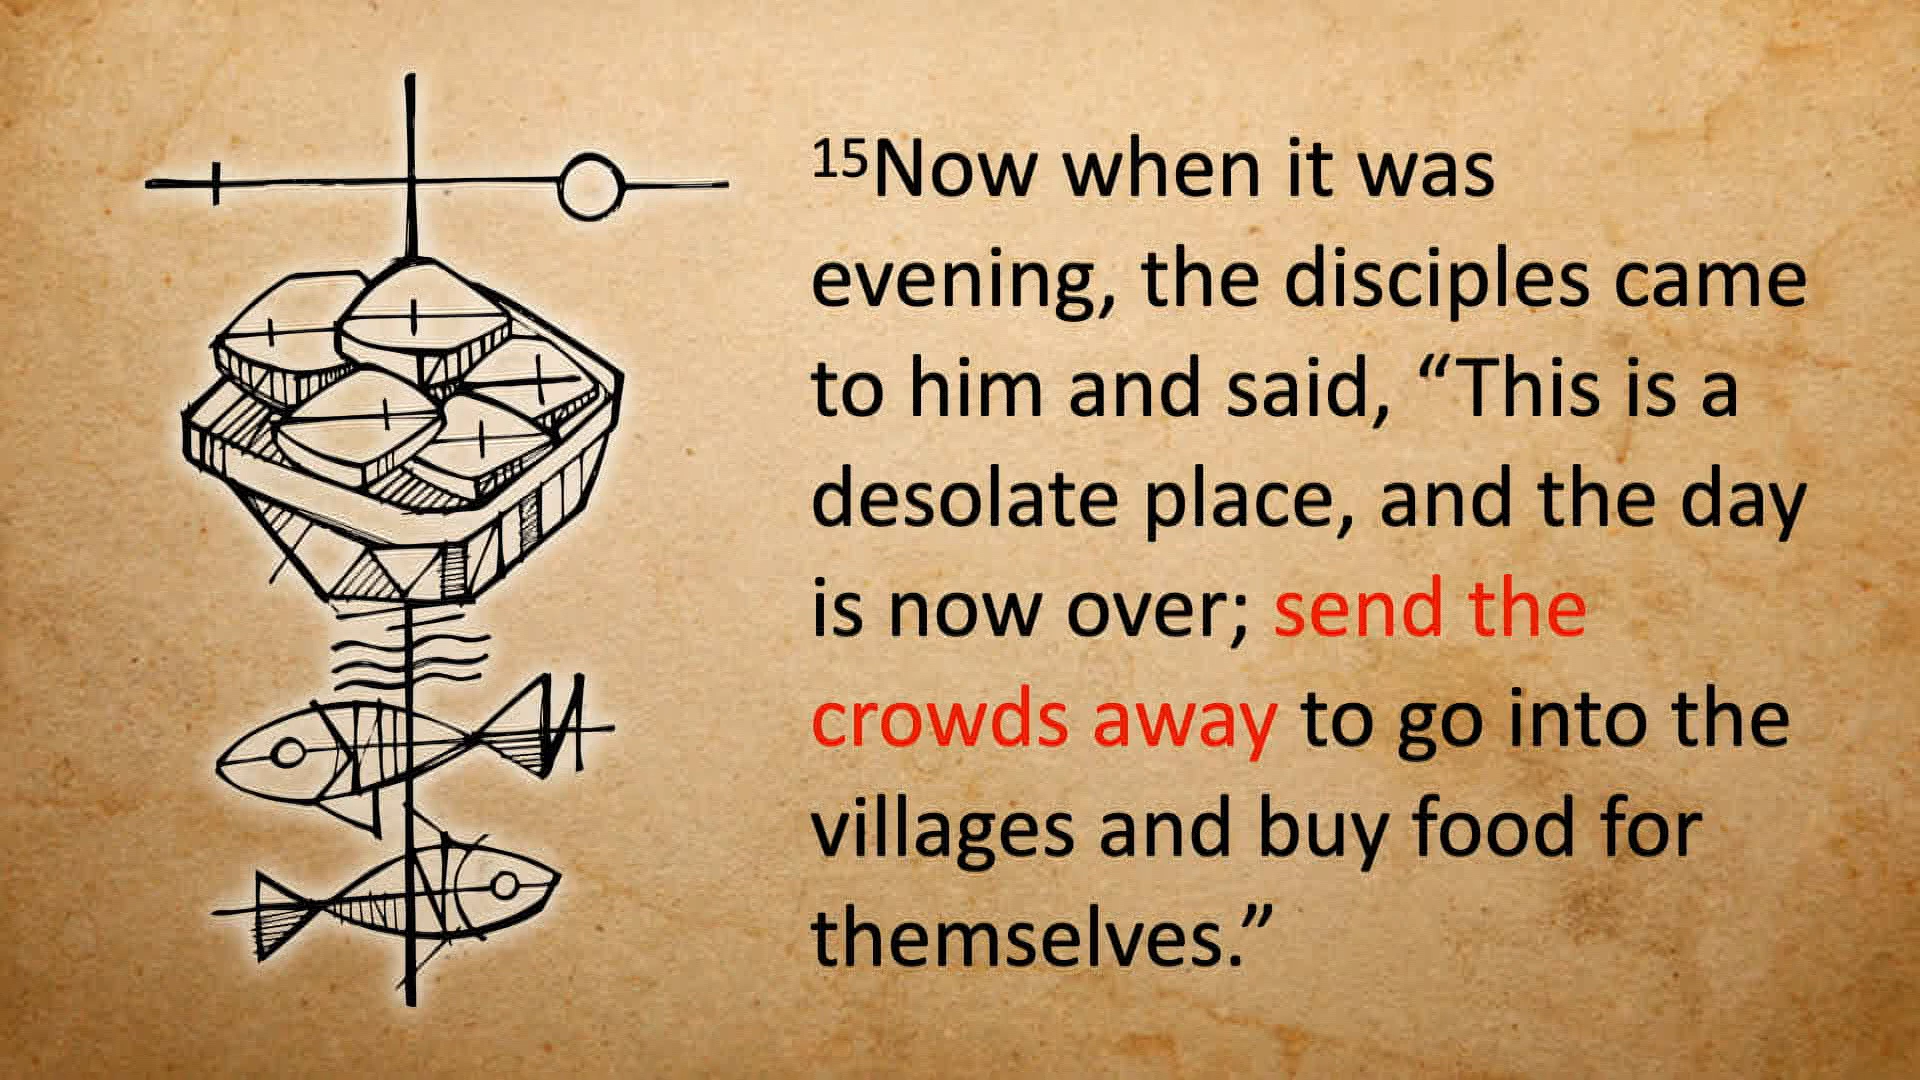 15Now when it was
evening, the disciples came
to him and said, “This is a
desolate place, and the day
is now over; send the
crowds away to go into the
villages and buy food for
themselves.”